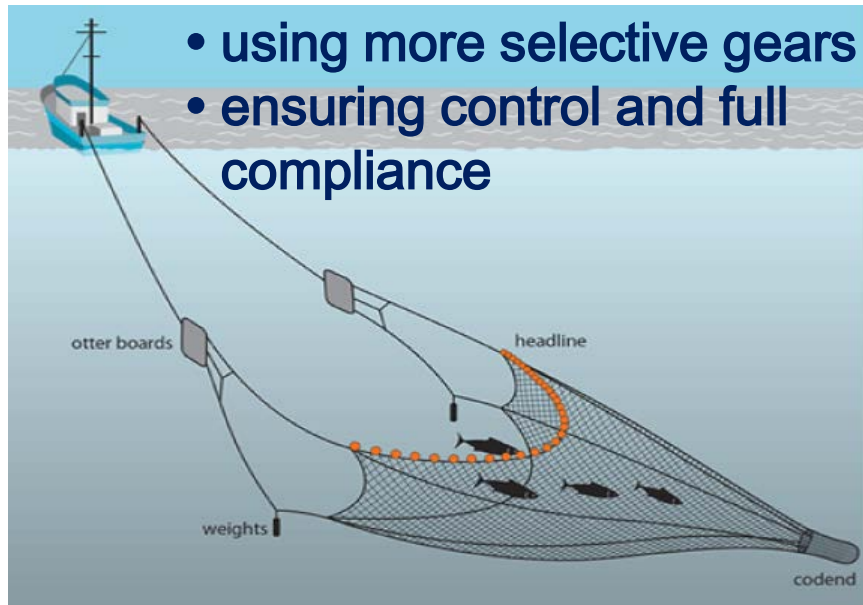 • using more selective gears
• ensuring control and full
compliance
headline
otter boards
weights
codend